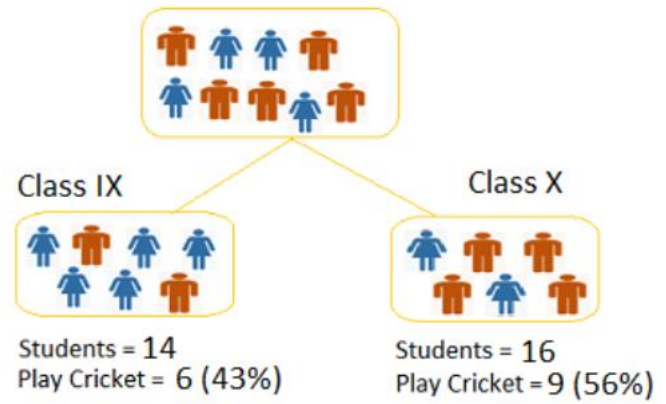 Class IX
Students = 14
Play Cricket = 6 (43%)
Class X
Students = 16
Play Cricket = 9 (56%)